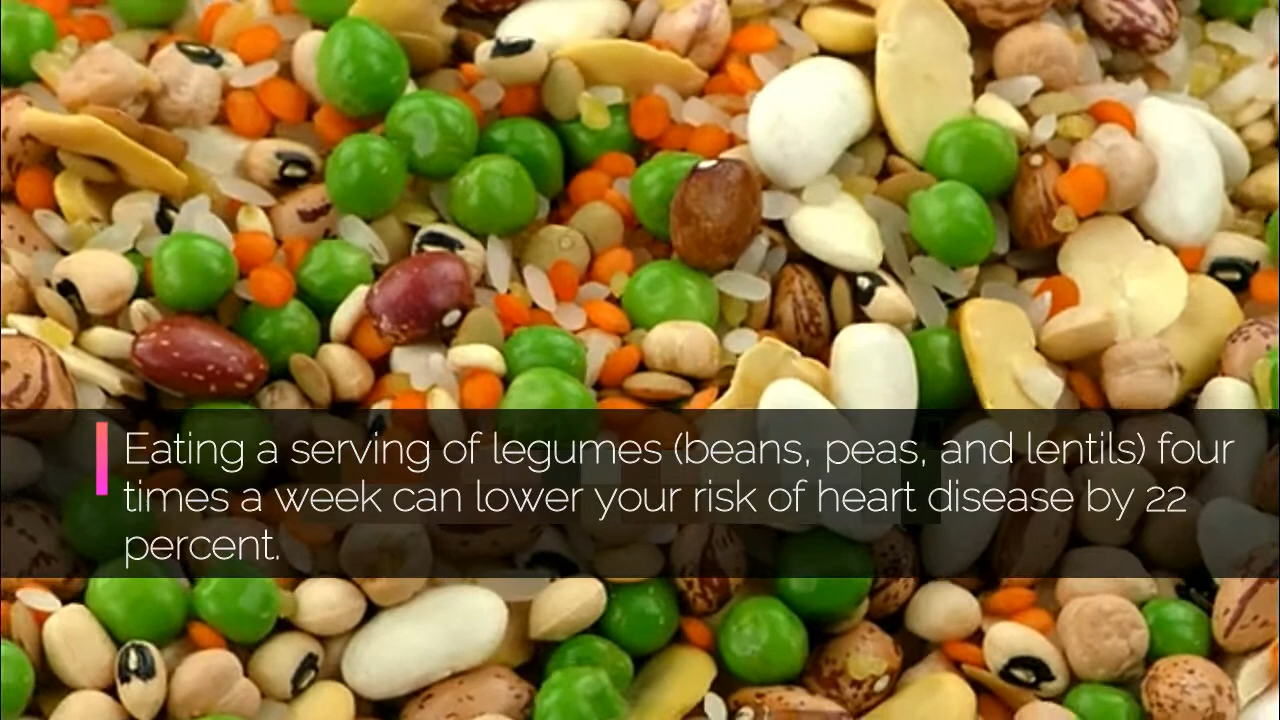 Eating a serving of legumes (beans, peas, and lentils) four
times a week can lower your risk of heart disease by 22
percent.